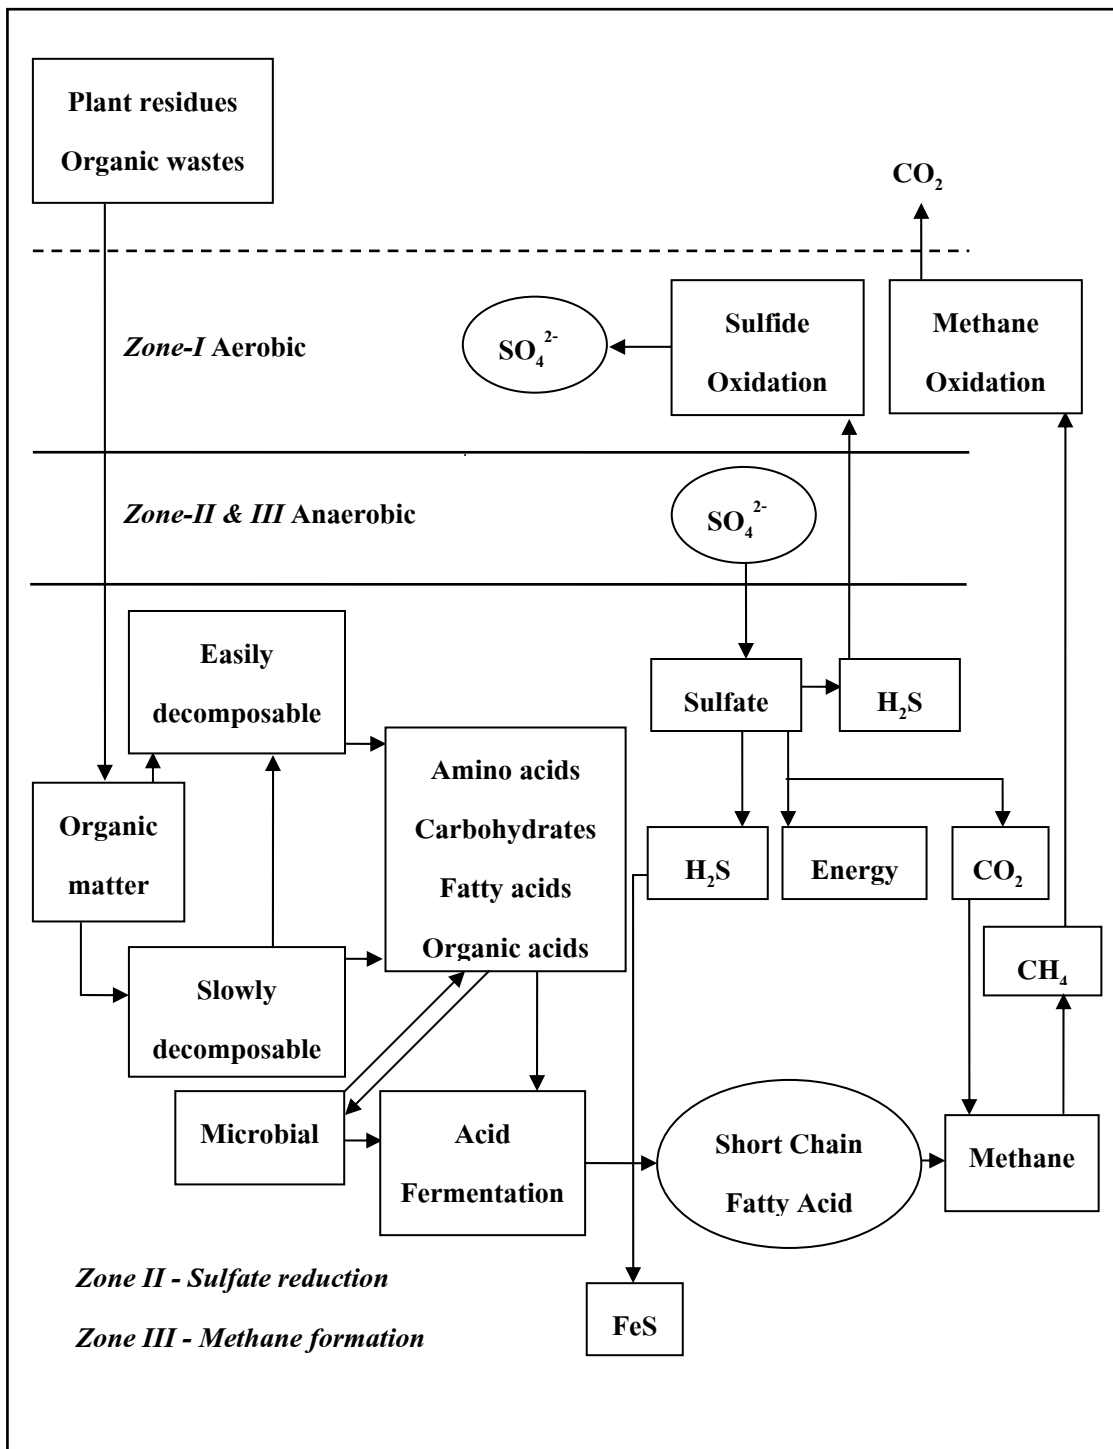 Plant residues
Organic wastes
CO₂
Zone-I Aerobic
SO₄²⁻
Sulfide
Oxidation
Methane
Oxidation
Zone-II & III Anaerobic
SO₄²⁻
Easily
decomposable
Sulfate
H₂S
Organic
matter
Amino acids
Carbohydrates
Fatty acids
Organic acids
H₂S
Energy
CO₂
CH₄
Slowly
decomposable
Microbial
Acid
Fermentation
Short Chain
Fatty Acid
Methane
Zone II - Sulfate reduction
Zone III - Methane formation
FeS